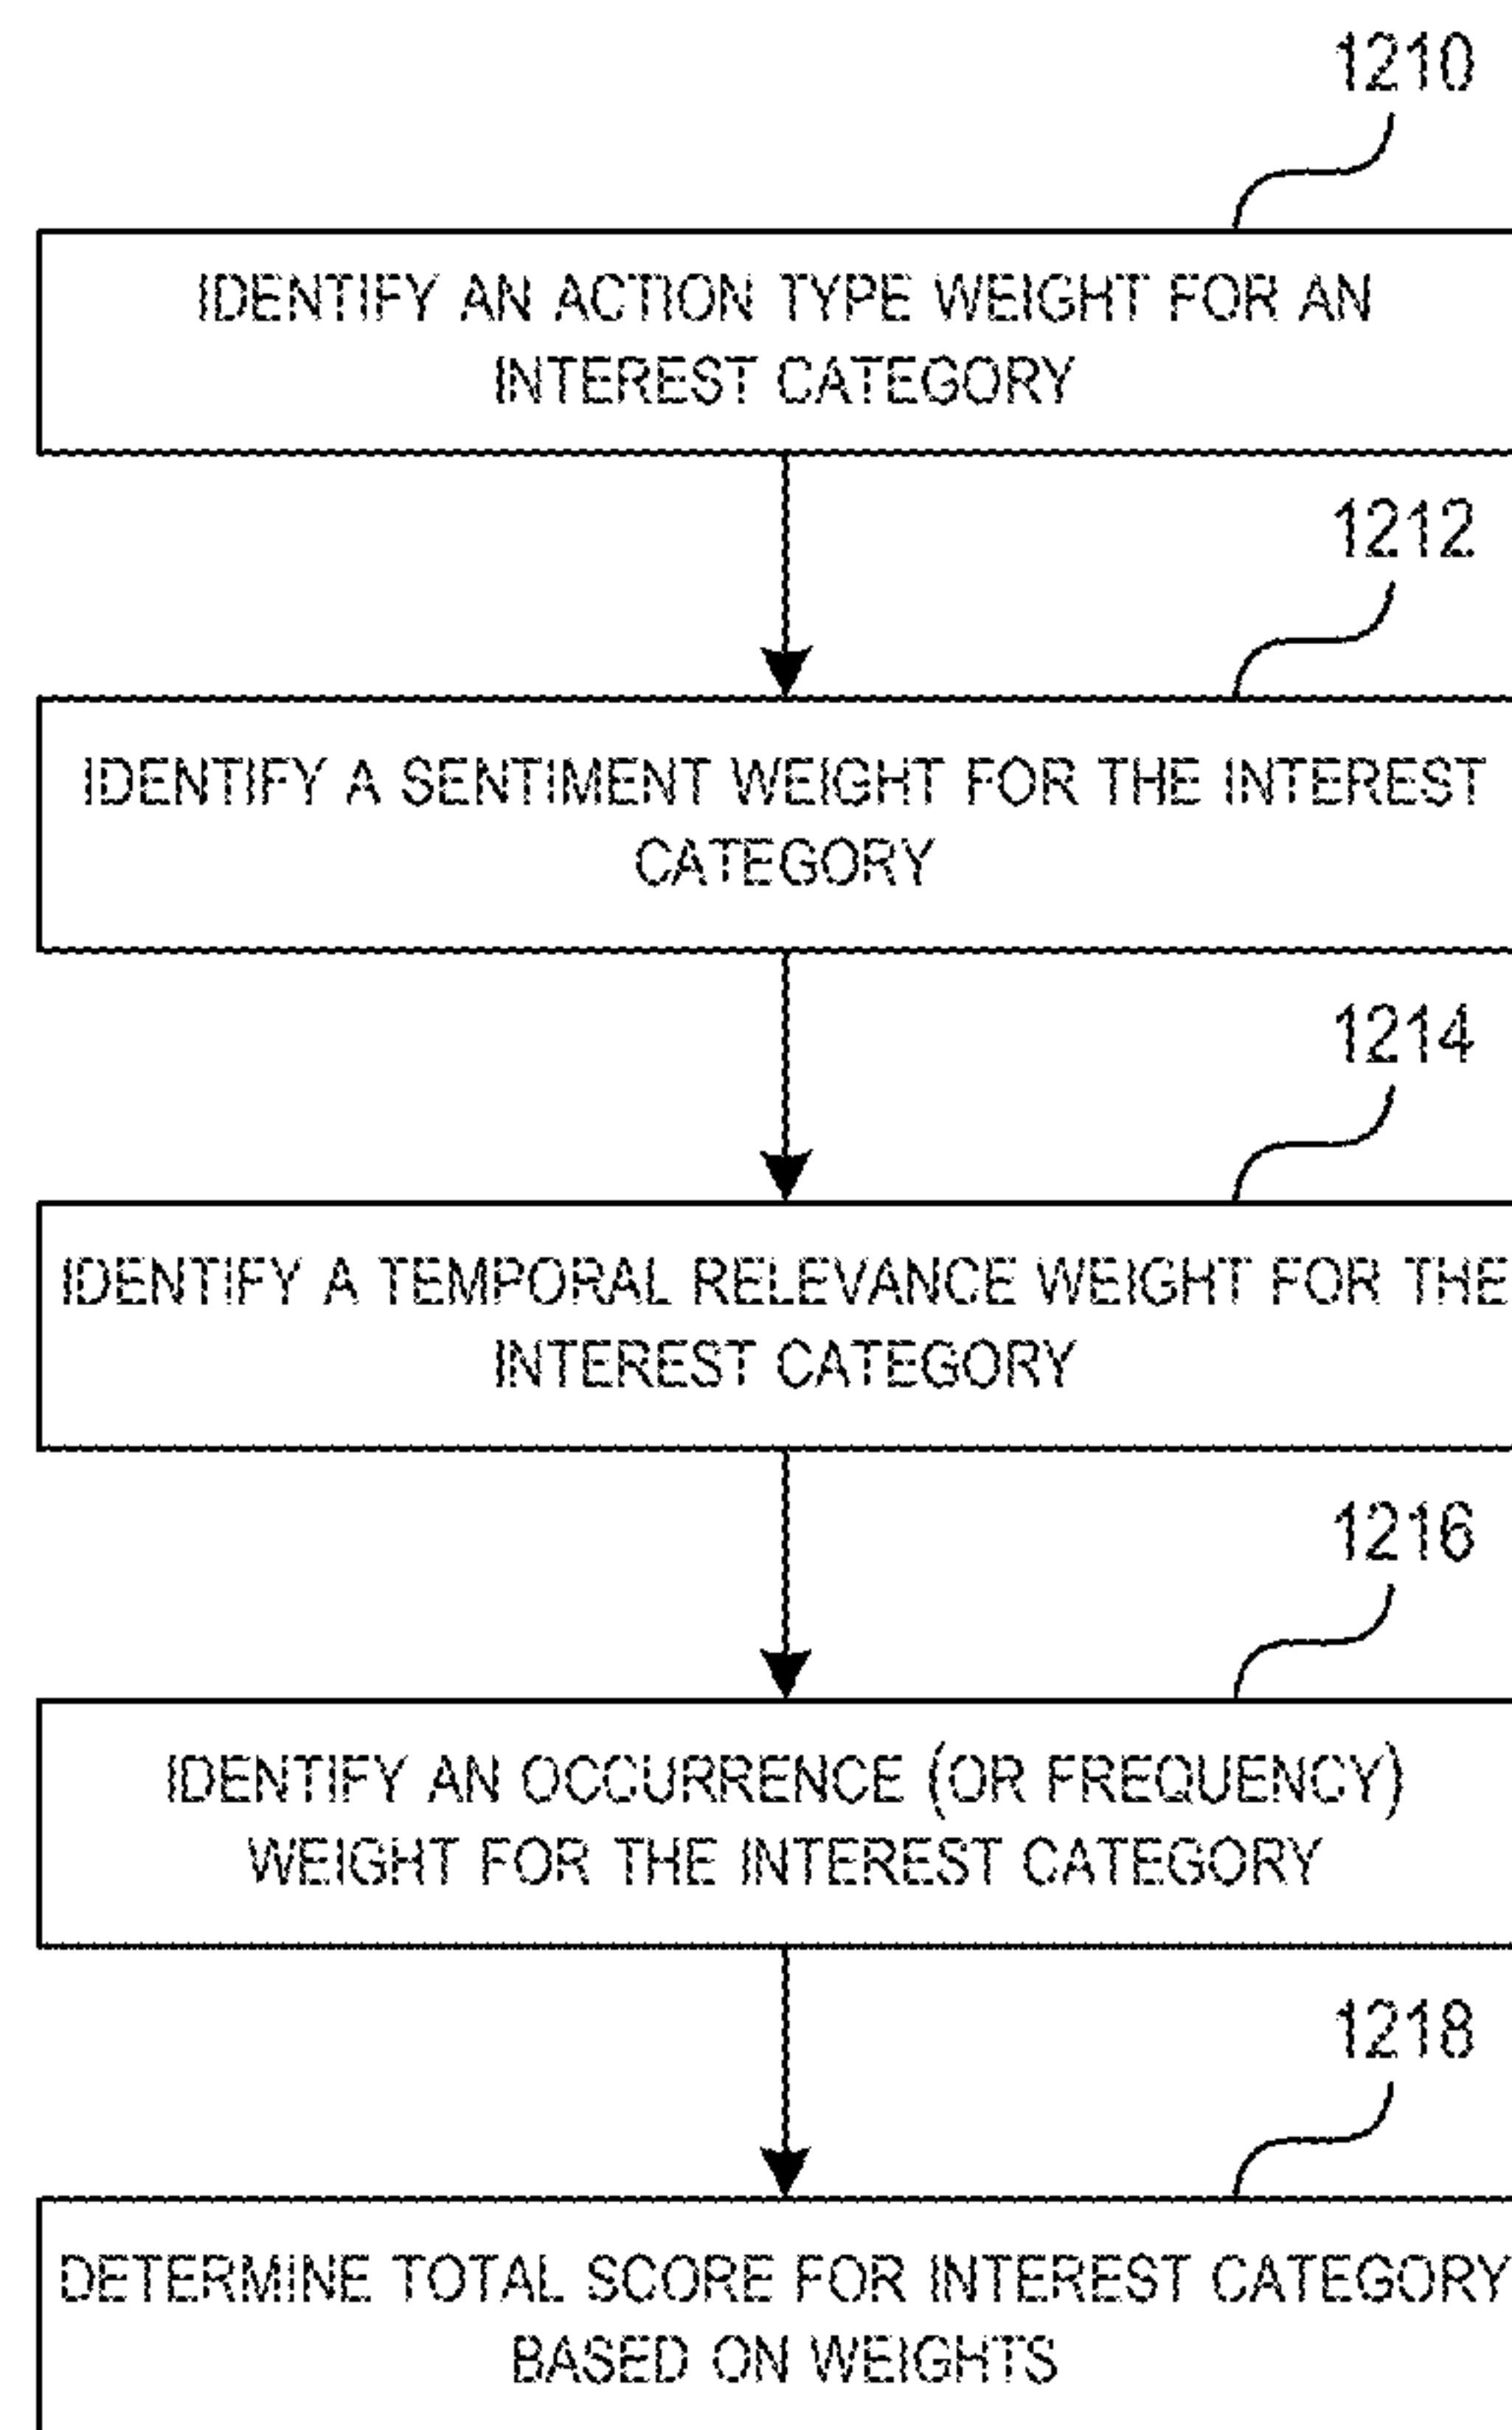 1210
IDENTIFY AN ACTION TYPE WEIGHT FOR AN
INTEREST CATEGORY
1212
IDENTIFY A SENTIMENT WEIGHT FOR THE INTEREST
CATEGORY
1214
IDENTIFY A TEMPORAL RELEVANCE WEIGHT FOR THE
INTEREST CATEGORY
1216
IDENTIFY AN OCCURRENCE (OR FREQUENCY)
WEIGHT FOR THE INTEREST CATEGORY
1218
DETERMINE TOTAL SCORE FOR INTEREST CATEGORY
BASED ON WEIGHTS